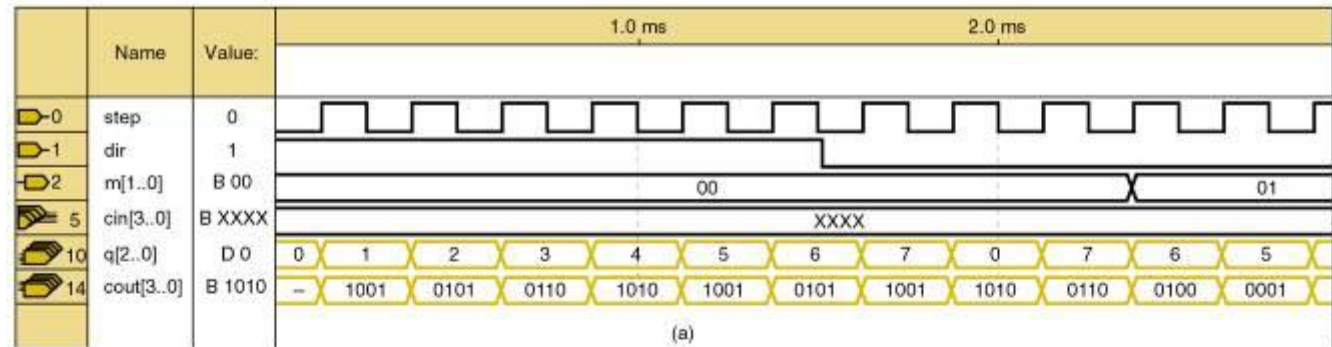 1.0 ms 2.0 ms
Name Value:
0 step 0
1 dir 1
2 m[1..0] B 00 00 01
5 cin[3..0] B XXXX XXXX
10 q[2..0] D 0 0 1 2 3 4 5 6 7 0 7 6 5
14 cout[3..0] B 1010 – 1001 0101 0110 1010 1001 0101 1001 1010 0110 0100 0001
(a)